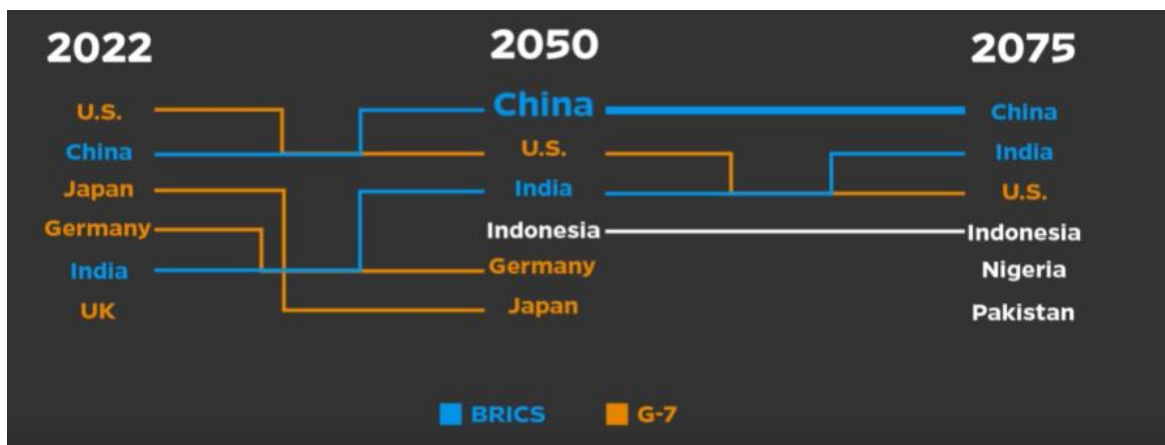 2022 2050 2075
U.S. China China
China U.S. India
Japan India U.S.
Germany Indonesia Indonesia
India Germany Nigeria
UK Japan Pakistan
BRICS G-7